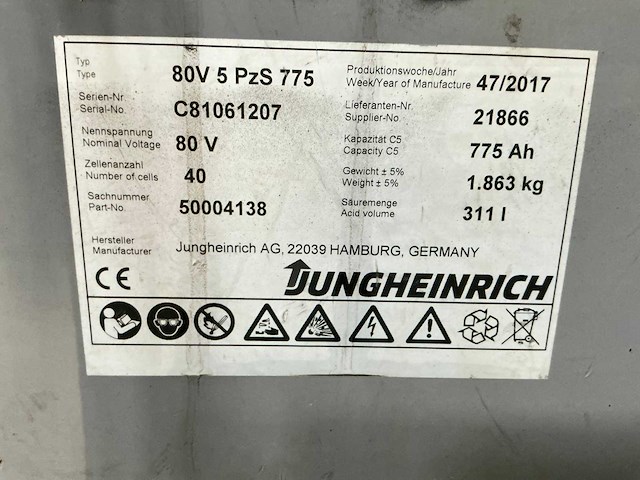 Typ
Type 80V 5 PzS 775
Produktionswoche/Jahr
Week/Year of Manufacture 47/2017
Serien-Nr.
Serial-No. C81061207
Lieferanten-Nr.
Supplier-No. 21866
Nennspannung
Nominal Voltage 80 V
Kapazität C5
Capacity C5 775 Ah
Zellenanzahl
Number of cells 40
Gewicht ± 5%
Weight ± 5% 1.863 kg
Sachnummer
Part-No. 50004138
Säuremenge
Acid volume 311 l
Hersteller
Manufacturer Jungheinrich AG, 22039 HAMBURG, GERMANY
CE
JUNGHEINRICH